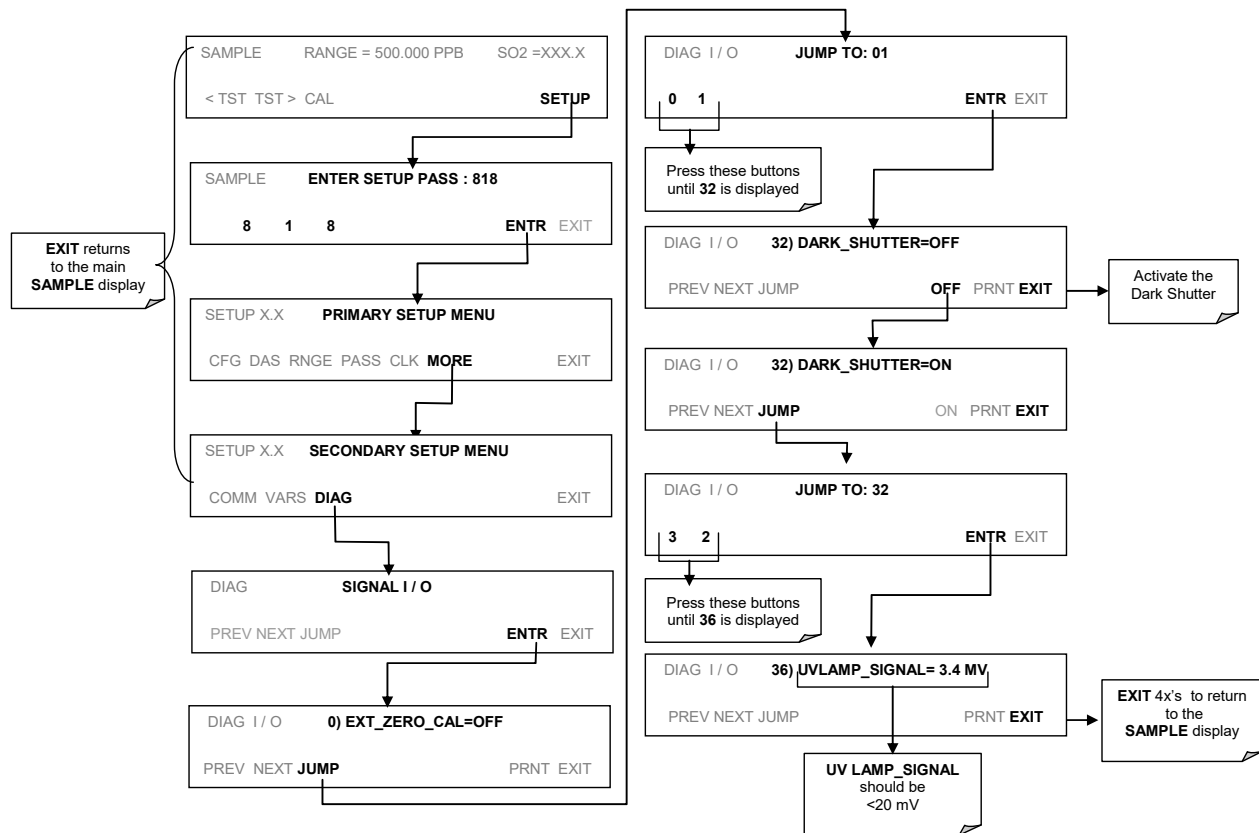 SAMPLE RANGE = 500.000 PPB SO2 =XXX.X
< TST TST > CAL SETUP
SAMPLE ENTER SETUP PASS : 818
8 1 8 ENTR EXIT
EXIT returns
to the main
SAMPLE display
SETUP X.X PRIMARY SETUP MENU
CFG DAS RNGE PASS CLK MORE EXIT
SETUP X.X SECONDARY SETUP MENU
COMM VARS DIAG EXIT
DIAG SIGNAL I / O
PREV NEXT JUMP ENTR EXIT
DIAG I / O 0) EXT_ZERO_CAL=OFF
PREV NEXT JUMP PRNT EXIT
DIAG I / O JUMP TO: 01
0 1 ENTR EXIT
Press these buttons
until 32 is displayed
DIAG I / O 32) DARK_SHUTTER=OFF
PREV NEXT JUMP OFF PRNT EXIT
Activate the
Dark Shutter
DIAG I / O 32) DARK_SHUTTER=ON
PREV NEXT JUMP ON PRNT EXIT
DIAG I / O JUMP TO: 32
3 2 ENTR EXIT
Press these buttons
until 36 is displayed
DIAG I / O 36) UVLAMP_SIGNAL= 3.4 MV
PREV NEXT JUMP PRNT EXIT
EXIT 4x's to return
to the
SAMPLE display
UV LAMP_SIGNAL
should be
<20 mV